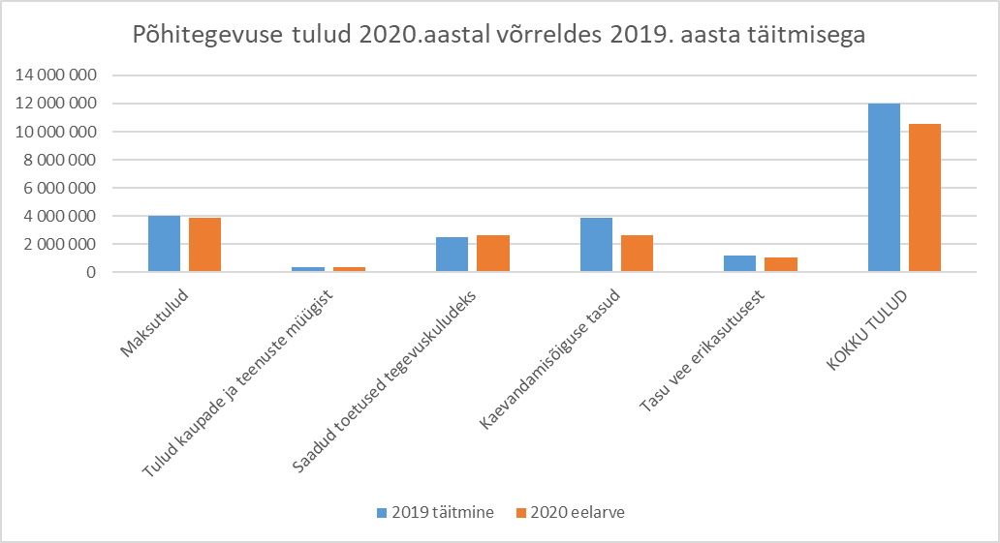 Põhitegevuse tulud 2020.aastal võrreldes 2019. aasta täitmisega
14 000 000
12 000 000
10 000 000
8 000 000
6 000 000
4 000 000
2 000 000
0
Maksutulud
Tulud kaupade ja teenuste müügist
Saadud toetused tegevuskuludeks
Kaevandamisõiguse tasud
Tasu vee erikasutusest
KOKKU TULUD
2019 täitmine
2020 eelarve